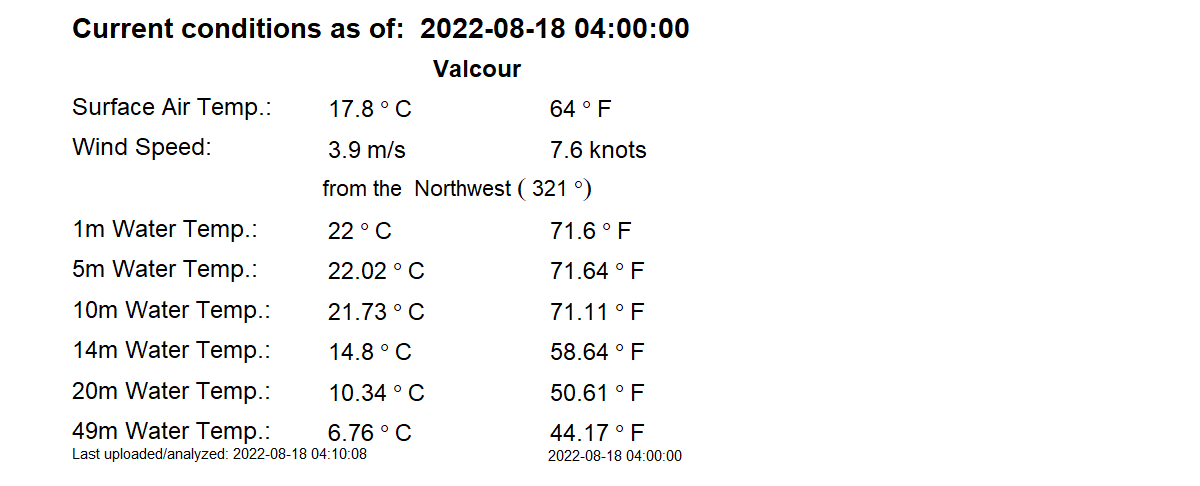 Current conditions as of: 2022-08-18 04:00:00
Valcour
Surface Air Temp.: 17.8 ° C 64 ° F
Wind Speed: 3.9 m/s 7.6 knots
from the Northwest ( 321 °)
1m Water Temp.: 22 ° C 71.6 ° F
5m Water Temp.: 22.02 ° C 71.64 ° F
10m Water Temp.: 21.73 ° C 71.11 ° F
14m Water Temp.: 14.8 ° C 58.64 ° F
20m Water Temp.: 10.34 ° C 50.61 ° F
49m Water Temp.: 6.76 ° C 44.17 ° F
Last uploaded/analyzed: 2022-08-18 04:10:08 2022-08-18 04:00:00